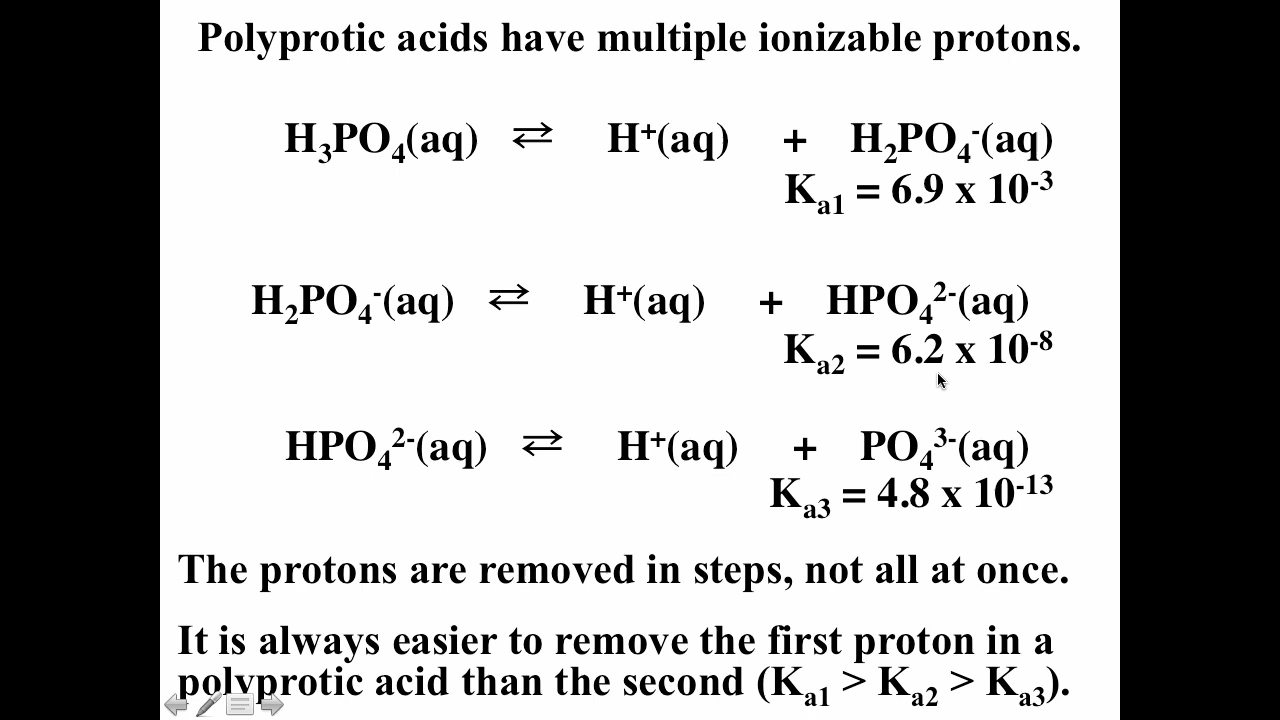 Polyprotic acids have multiple ionizable protons.
H₃PO₄(aq) ⇄ H⁺(aq) + H₂PO₄⁻(aq)
Kₐ₁ = 6.9 x 10⁻³
H₂PO₄⁻(aq) ⇄ H⁺(aq) + HPO₄²⁻(aq)
Kₐ₂ = 6.2 x 10⁻⁸
HPO₄²⁻(aq) ⇄ H⁺(aq) + PO₄³⁻(aq)
Kₐ₃ = 4.8 x 10⁻¹³
The protons are removed in steps, not all at once.
It is always easier to remove the first proton in a
polyprotic acid than the second (Kₐ₁ > Kₐ₂ > Kₐ₃).